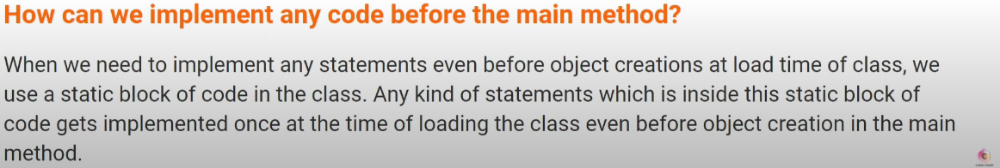 How can we implement any code before the main method?
When we need to implement any statements even before object creations at load time of class, we
use a static block of code in the class. Any kind of statements which is inside this static block of
code gets implemented once at the time of loading the class even before object creation in the main
method.